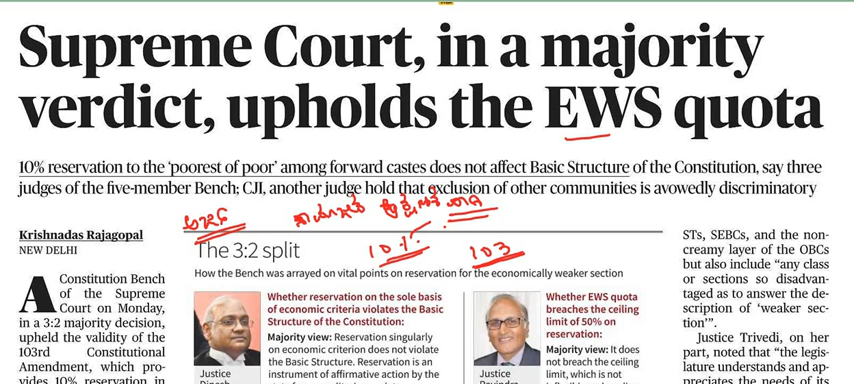 Supreme Court, in a majority
verdict, upholds the EWS quota
10% reservation to the 'poorest of poor' among forward castes does not affect Basic Structure of the Constitution, say three
judges of the five-member Bench; CJI, another judge hold that exclusion of other communities is avowedly discriminatory
10%
103
Krishnadas Rajagopal
NEW DELHI
A Constitution Bench
of the Supreme
Court on Monday,
in a 3:2 majority decision,
upheld the validity of the
103rd Constitutional
Amendment, which pro-
vides 10% reservation in
The 3:2 split
How the Bench was arrayed on vital points on reservation for the economically weaker section
Justice
Whether reservation on the sole basis
of economic criteria violates the Basic
Structure of the Constitution:
Majority view: Reservation singularly
on economic criterion does not violate
the Basic Structure. Reservation is an
instrument of affirmative action by the
Justice
Whether EWS quota
breaches the ceiling
limit of 50% on
reservation:
Majority view: It does
not breach the ceiling
limit, which is not
STs, SEBCs, and the non-
creamy layer of the OBCs
but also include "any class
or sections so disadvan-
taged as to answer the de-
scription of 'weaker sec-
tion'".
Justice Trivedi, on her
part, noted that "the legis-
lature understands and ap-
preciates the needs of its